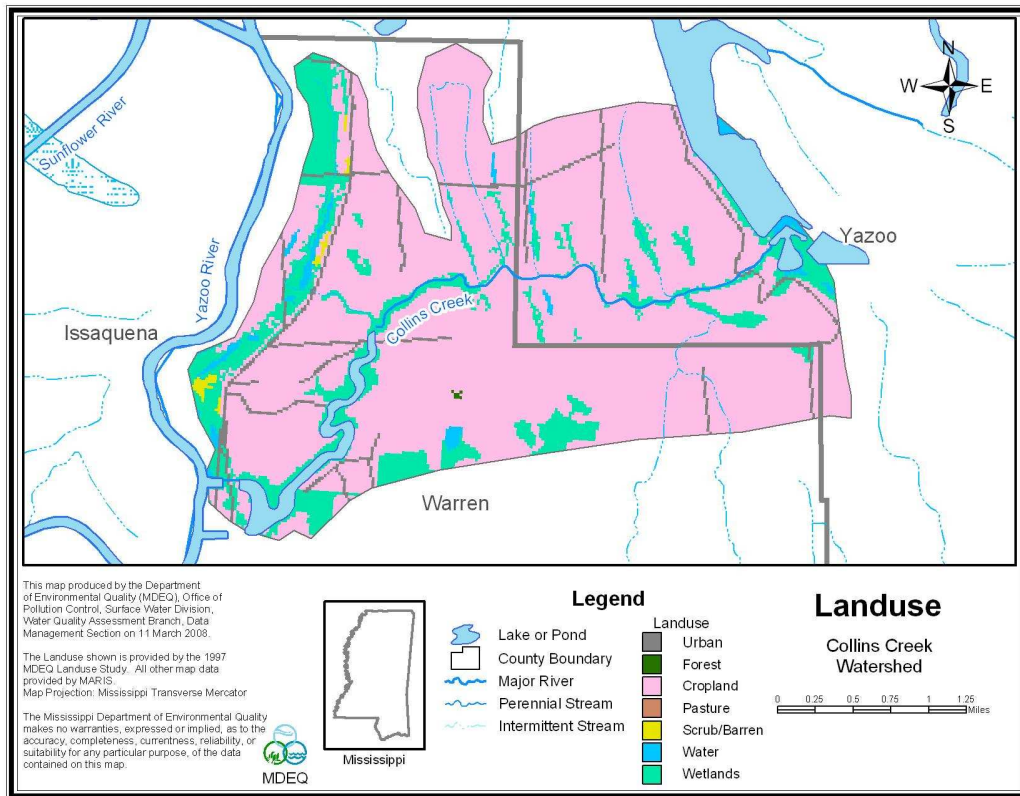 N
W E
S
Sunflower River
Yazoo River
Yazoo
Issaquena
Collins Creek
Warren
This map produced by the Department
of Environmental Quality (MDEQ), Office of
Pollution Control, Surface Water Division,
Water Quality Assessment Branch, Data
Management Section on 11 March 2008.
The Landuse shown is provided by the 1997
MDEQ Landuse Study. All other map data
provided by MARIS.
Map Projection: Mississippi Transverse Mercator
The Mississippi Department of Environmental Quality
makes no warranties, expressed or implied, as to the
accuracy, completeness, currentness, reliability, or
suitability for any particular purpose, of the data
contained on this map.
MDEQ
Mississippi
Legend
Lake or Pond
County Boundary
Major River
Perennial Stream
Intermittent Stream
Landuse
Urban
Forest
Cropland
Pasture
Scrub/Barren
Water
Wetlands
Landuse
Collins Creek
Watershed
0 0.25 0.5 0.75 1 1.25
Miles